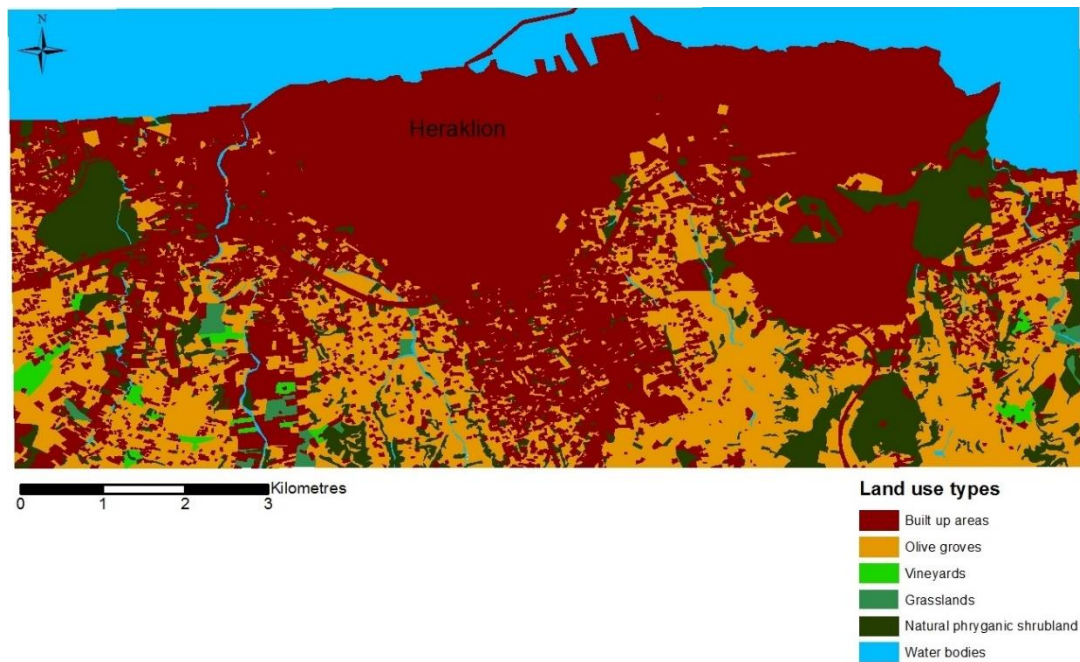 N
Heraklion
Kilometres
0 1 2 3
Land use types
Built up areas
Olive groves
Vineyards
Grasslands
Natural phryganic shrubland
Water bodies